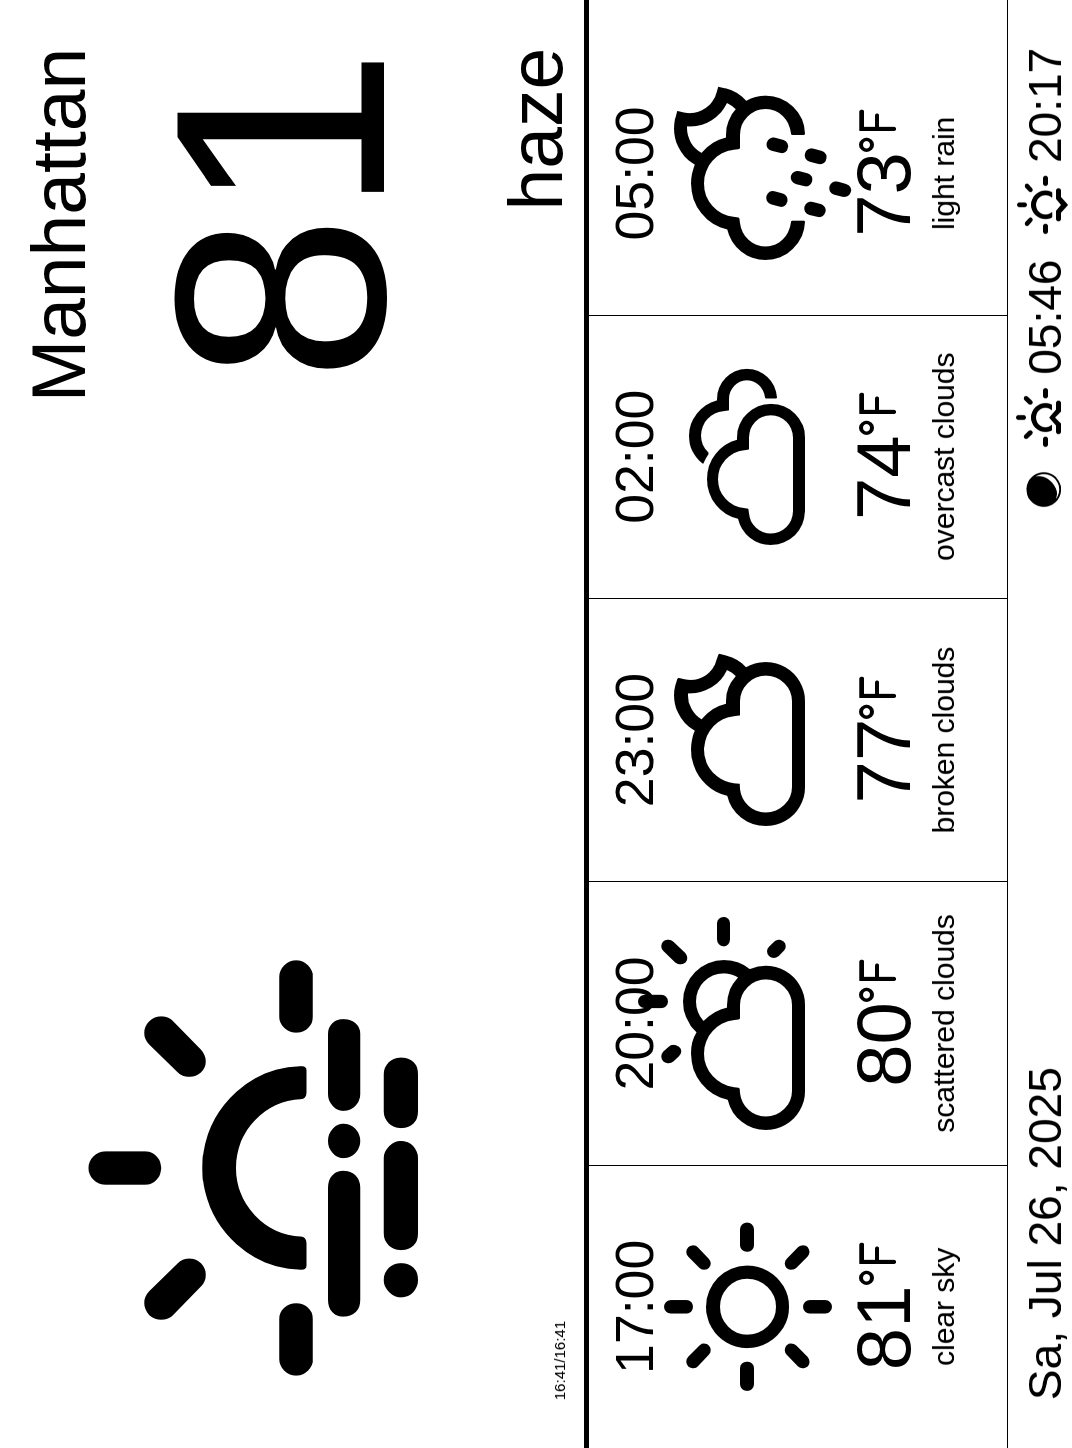 Manhattan
81
haze
16:41/16:41
17:00 20:00 23:00 02:00 05:00
81°F 80°F 77°F 74°F 73°F
clear sky scattered clouds broken clouds overcast clouds light rain
Sa, Jul 26, 2025 05:46 20:17